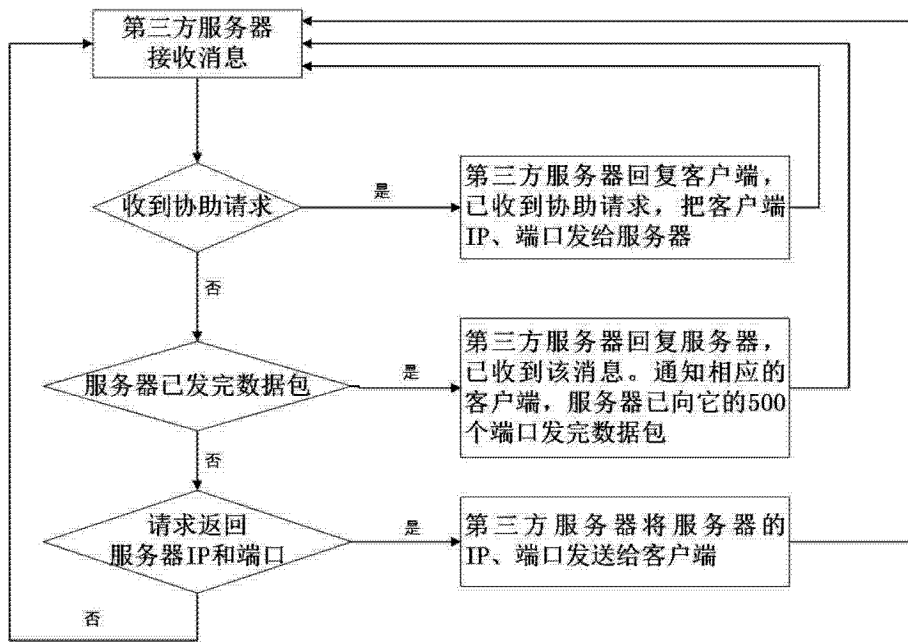 第三方服务器
接收消息
收到协助请求
是
第三方服务器回复客户端，
已收到协助请求，把客户端
IP、端口发给服务器
否
服务器已发完数据包
是
第三方服务器回复服务器，
已收到该消息。通知相应的
客户端，服务器已向它的500
个端口发完数据包
否
请求返回
服务器IP和端口
是
第三方服务器将服务器的
IP、端口发送给客户端
否